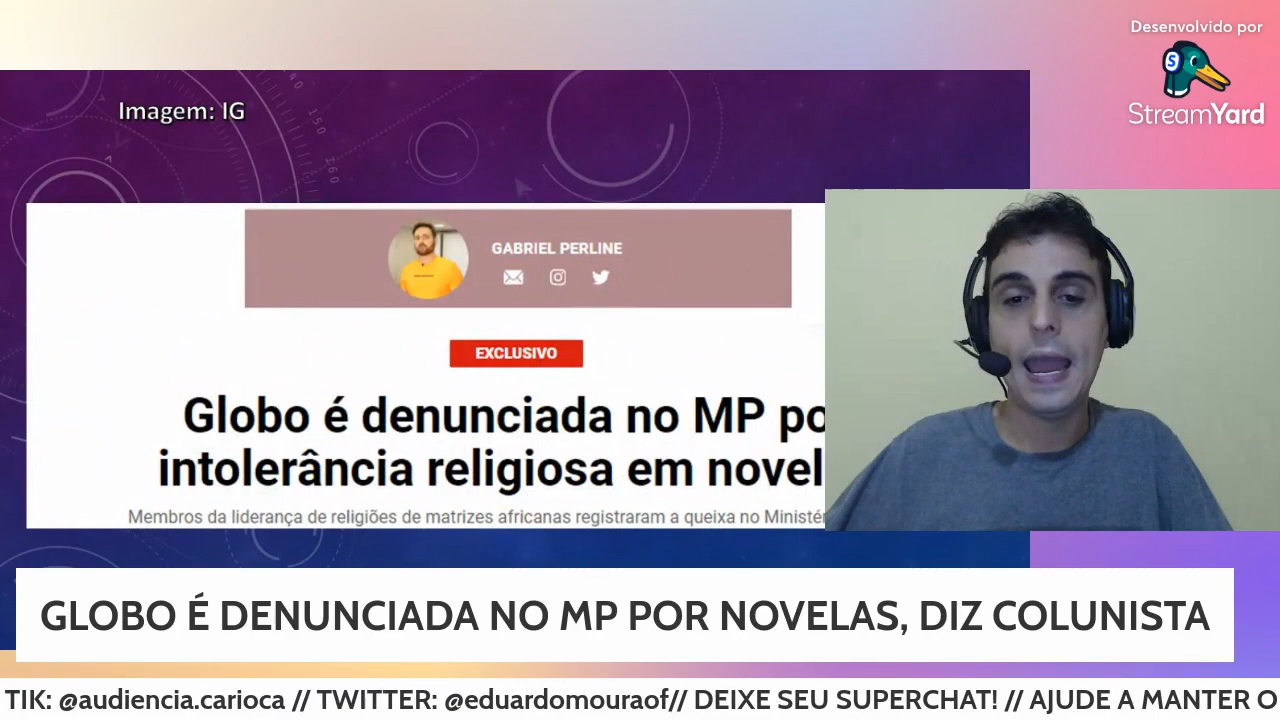 Desenvolvido por
StreamYard
Imagem: IG
GABRIEL PERLINE
EXCLUSIVO
Globo é denunciada no MP po
intolerância religiosa em novel
Membros da liderança de religiões de matrizes africanas registraram a queixa no Ministér
GLOBO É DENUNCIADA NO MP POR NOVELAS, DIZ COLUNISTA
TIK: @audiencia.carioca // TWITTER: @eduardomouraof// DEIXE SEU SUPERCHAT! // AJUDE A MANTER O